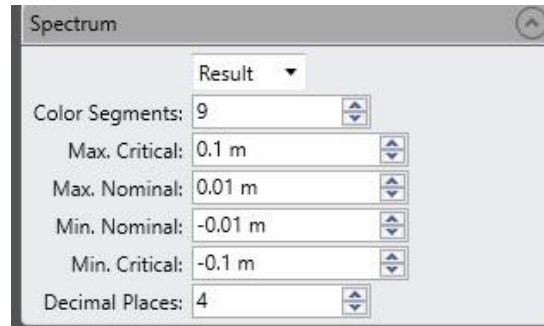 Spectrum
Result
Color Segments: 9
Max. Critical: 0.1 m
Max. Nominal: 0.01 m
Min. Nominal: -0.01 m
Min. Critical: -0.1 m
Decimal Places: 4